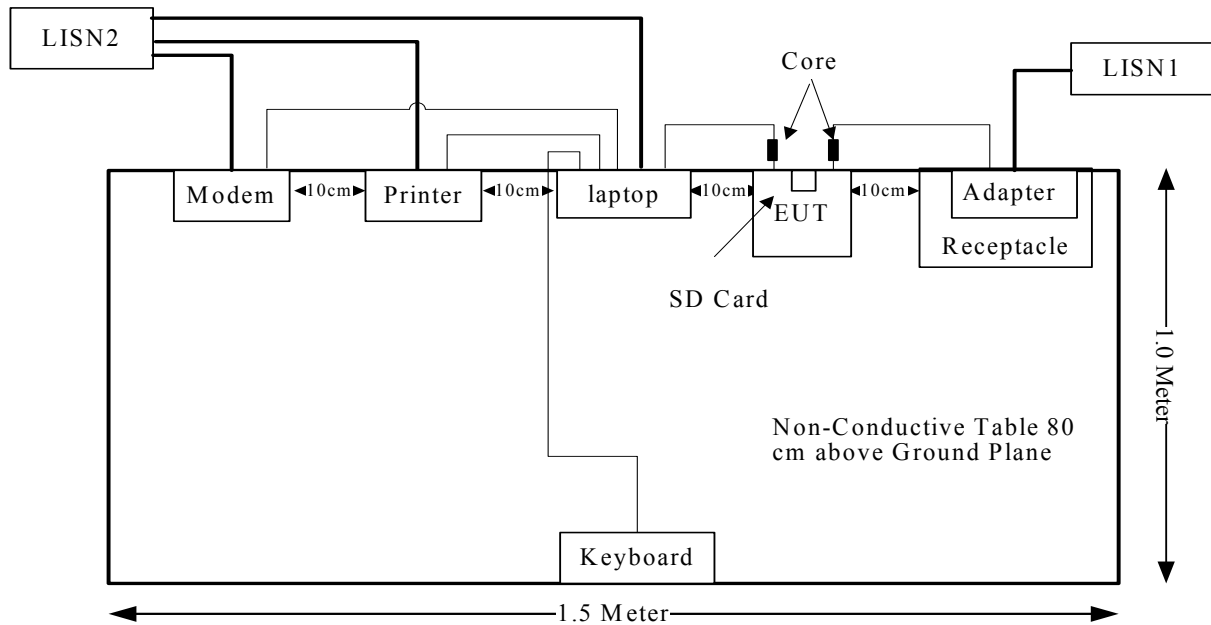 LISN2
Core
LISN1
Modem
10cm
Printer
10cm
laptop
10cm
EUT
10cm
Adapter
Receptacle
SD Card
1.0 Meter
Non-Conductive Table 80
cm above Ground Plane
Keyboard
1.5 Meter